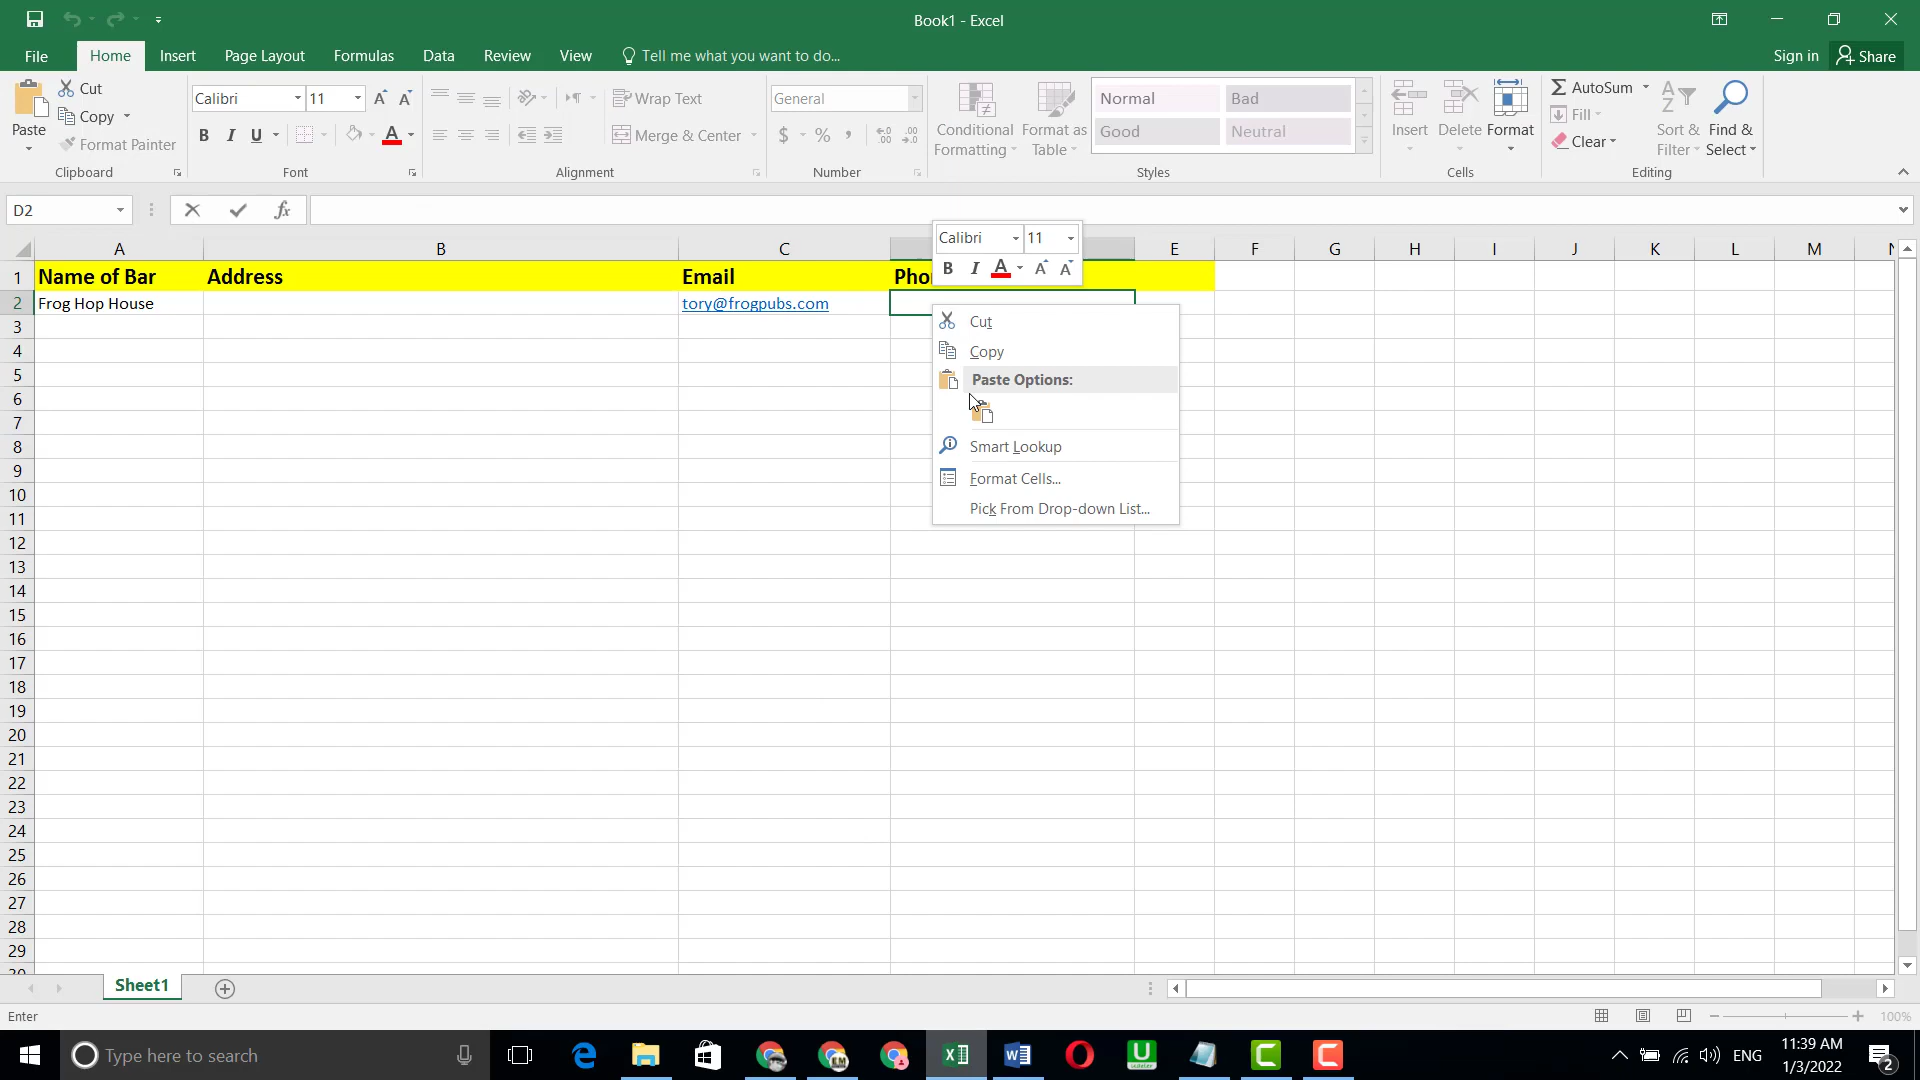 Book1 - Excel
File Home Insert Page Layout Formulas Data Review View Tell me what you want to do... Sign in Share
Paste Cut Copy Format Painter
Clipboard
Calibri 11
B I U A
Font
Wrap Text
Merge & Center
Alignment
General
$ % ,
Number
Conditional Formatting
Format as Table
Normal Bad
Good Neutral
Styles
Insert Delete Format
Cells
AutoSum
Fill
Clear
Sort & Filter
Find & Select
Editing
D2 fx
Calibri 11
B I A
A B C E F G H I J K L M
1 Name of Bar Address Email
2 Frog Hop House tory@frogpubs.com
3
4
5
6
7
8
9
10
11
12
13
14
15
16
17
18
19
20
21
22
23
24
25
26
27
28
29
Cut
Copy
Paste Options:
Smart Lookup
Format Cells...
Pick From Drop-down List...
Sheet1
Enter 100%
Type here to search
ENG
11:39 AM
1/3/2022
2